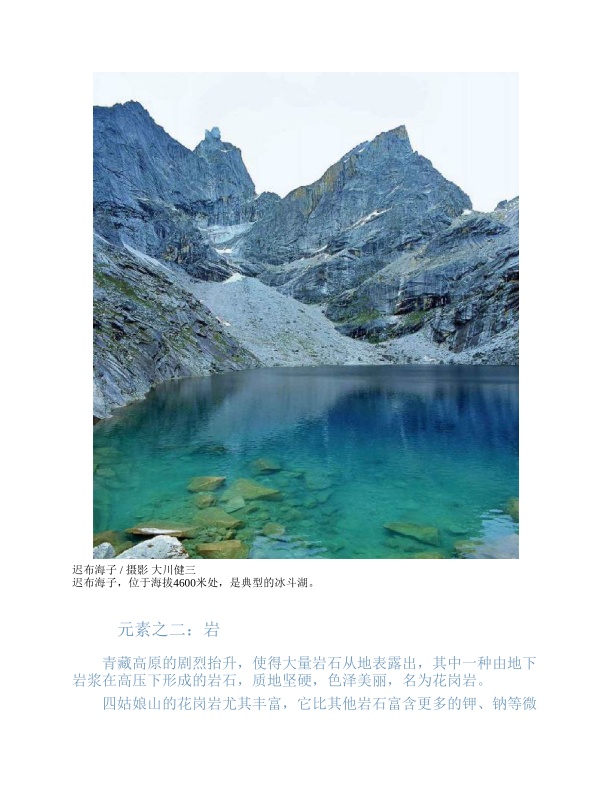 迟布海子 / 摄影 大川健三
迟布海子，位于海拔4600米处，是典型的冰斗湖。
元素之二：岩
青藏高原的剧烈抬升，使得大量岩石从地表露出，其中一种由地下
岩浆在高压下形成的岩石，质地坚硬，色泽美丽，名为花岗岩。
四姑娘山的花岗岩尤其丰富，它比其他岩石富含更多的钾、钠等微